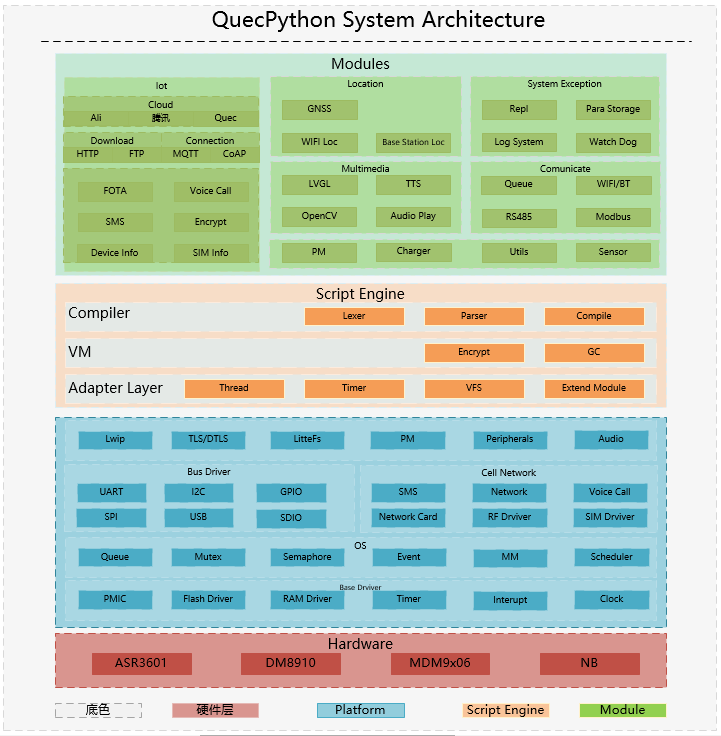 QuecPython System Architecture
Modules
Iot
Cloud
Ali 腾讯 Quec
Download Connection
HTTP FTP MQTT CoAP
FOTA Voice Call
SMS Encrypt
Device Info SIM Info
Location
GNSS
WIFI Loc Base Station Loc
System Exception
Repl Para Storage
Log System Watch Dog
Multimedia
LVGL TTS
OpenCV Audio Play
Comunicate
Queue WIFI/BT
RS485 Modbus
PM Charger Utils Sensor
Script Engine
Compiler Lexer Parser Compile
VM Encrypt GC
Adapter Layer Thread Timer VFS Extend Module
Lwip TLS/DTLS LitteFs PM Peripherals Audio
Bus Driver
UART I2C GPIO
SPI USB SDIO
Cell Network
SMS Network Voice Call
Network Card RF Drviver SIM Drviver
OS
Queue Mutex Semaphore Event MM Scheduler
Base Drviver
PMIC Flash Driver RAM Driver Timer Interupt Clock
Hardware
ASR3601 DM8910 MDM9x06 NB
底色 硬件层 Platform Script Engine Module